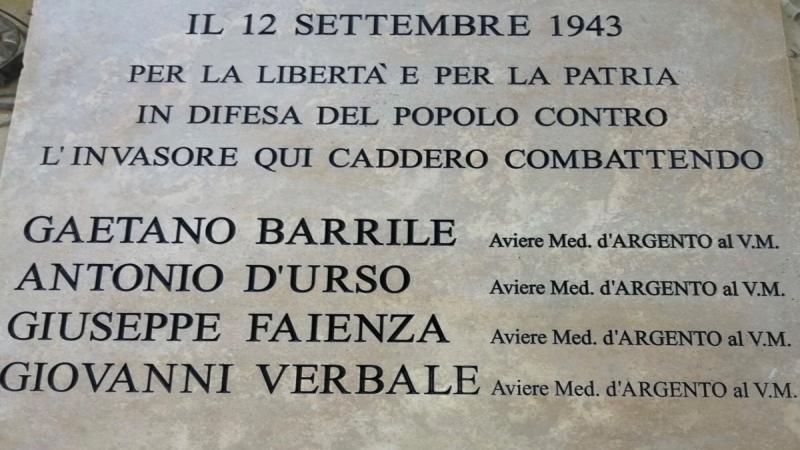 IL 12 SETTEMBRE 1943
PER LA LIBERTA` E PER LA PATRIA
IN DIFESA DEL POPOLO CONTRO
L'INVASORE QUI CADDERO COMBATTENDO
GAETANO BARRILE Aviere Med. d'ARGENTO al V.M.
ANTONIO D'URSO Aviere Med. d'ARGENTO al V.M.
GIUSEPPE FAIENZA Aviere Med. d'ARGENTO al V.M.
GIOVANNI VERBALE Aviere Med. d'ARGENTO al V.M.